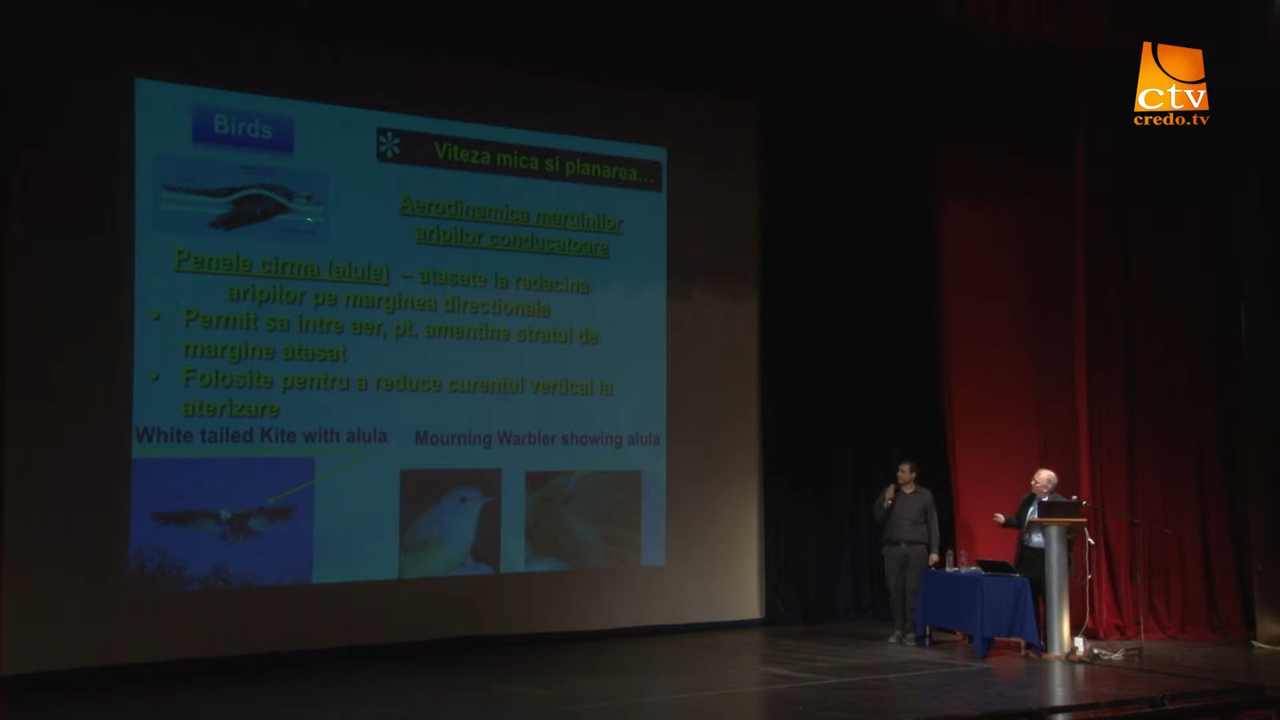 ctv
credo.tv
Birds
Viteza mica si planarea...
Aerodinamica marginilor
aripilor conducatoare
Penele cirma (alule) – atasate la radacina
aripilor pe marginea directionala
• Permit sa intre aer, pt. amentine stratul de
margine atasat
• Folosite pentru a reduce curentul vertical la
aterizare
White tailed Kite with alula
Mourning Warbler showing alula